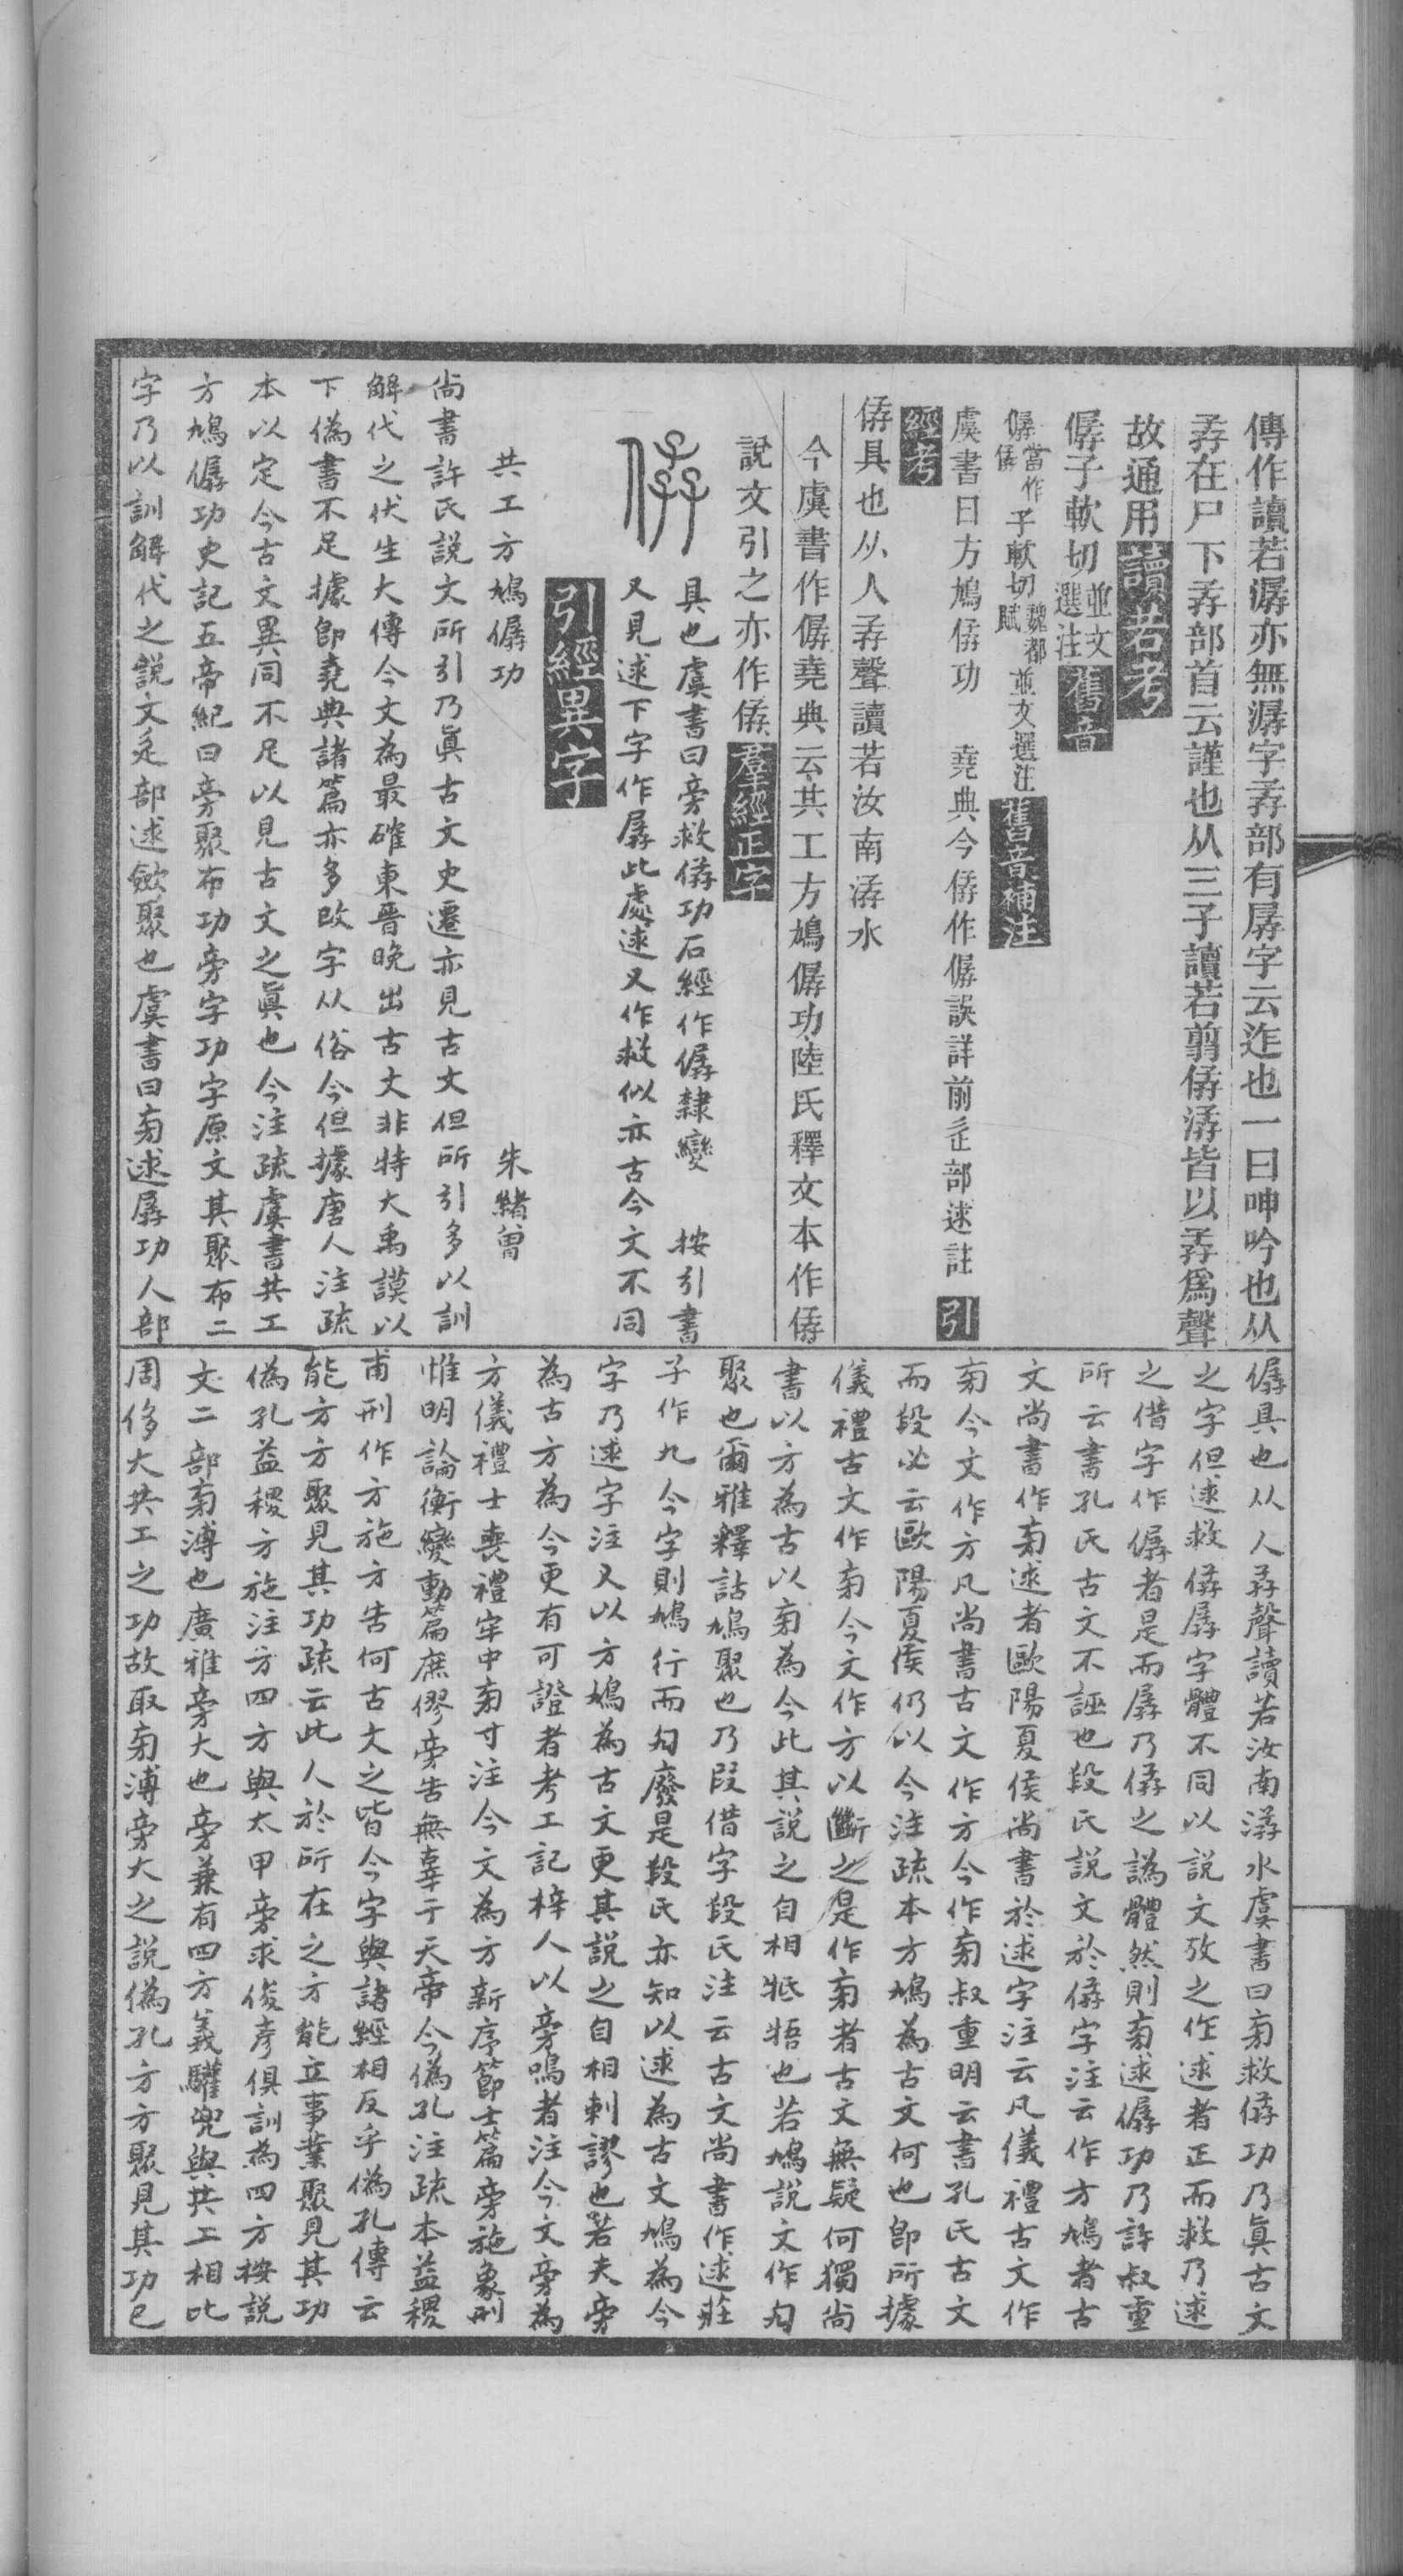 傳作讀若潺亦無潺字孨部有孱字云迮也一曰呻吟也从
孨在尸下孨部首云謹也从三子讀若翦僝潺皆以孨爲聲
故通用讀若考
僝子軟切並文選注舊音
僝當作僝子軟切魏都賦並文選注舊音補注
虞書曰方鳩僝功　堯典今僝作僝誤詳前辵部逑註　引
經考
僝具也从人孨聲讀若汝南潺水
今虞書作僝堯典云共工方鳩僝功陸氏釋文本作僝
說文引之亦作僝羣經正字
具也虞書曰旁救僝功石經作僝隸變　按引書
又見逑下字作孱此處逑又作救似亦古今文不同
引經異字
共工方鳩僝功　朱緒曾
尚書許氏說文所引乃眞古文史遷亦見古文但所引多以訓
解代之伏生大傳今文為最確東晉晚出古文非特大禹謨以
下偽書不足據卽堯典諸篇亦多改字从俗今但據唐人注疏
本以定今古文異同不足以見古文之眞也今注疏虞書共工
方鳩僝功史記五帝紀曰旁聚布功旁字功字原文其聚布二
字乃以訓解代之說文辵部逑斂聚也虞書曰旁逑孱功人部
僝具也从人孨聲讀若汝南潺水虞書曰旁救僝功乃眞古文
之字但逑救僝孱字體不同以說文攷之作逑者正而救乃逑
之借字作僝者是而孱乃僝之譌體然則旁逑僝功乃許叔重
所云書孔氏古文不誣也段氏說文於僝字注云作方鳩者古
文尚書作旁逑者歐陽夏侯尚書於逑字注云凡儀禮古文作
旁今文作方凡尚書古文作方今作旁叔重明云書孔氏古文
而段必云歐陽夏侯仍以今注疏本方鳩為古文何也卽所據
儀禮古文作旁今文作方以斷之是作旁者古文無疑何獨尚
書以方為古以旁為今此其說之自相牴牾也若鳩說文作勼
聚也爾雅釋詁鳩聚也乃叚借字段氏注云古文尚書作逑莊
子作九今字則鳩行而勼廢是段氏亦知以逑為古文鳩為今
字乃逑字注又以方鳩為古文更其說之自相剌謬也若夫旁
為古方為今更有可證者考工記梓人以旁鳴者注今文旁為
方儀禮士喪禮牢中旁寸注今文為方新序節士篇旁施象刑
惟明論衡變動篇庶僇旁告無辜于天帝今偽孔注疏本益稷
甫刑作方施方告何古文之皆今字與諸經相反乎偽孔傳云
能方方聚見其功疏云此人於所在之方能立事業聚見其功
偽孔益稷方施注方四方與太甲旁求俊彥俱訓為四方按說
文二部旁溥也廣雅旁大也旁兼有四方義驩兜與共工相比
周侈大共工之功故取旁溥旁大之說偽孔方方聚見其功已